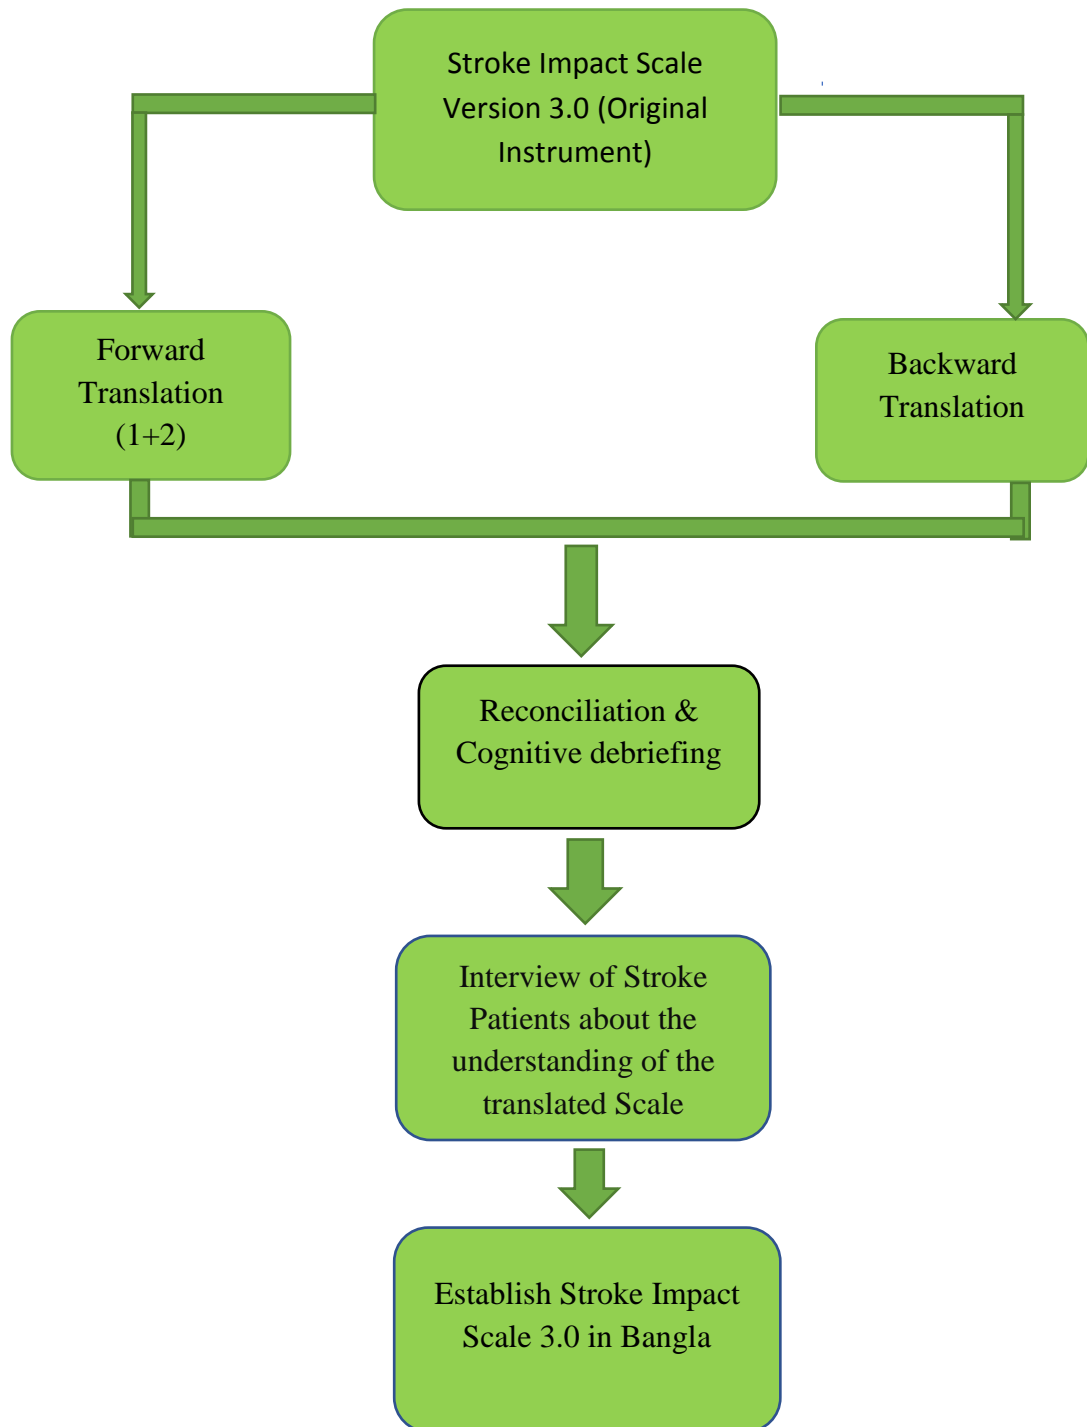 Stroke Impact Scale
Version 3.0 (Original
Instrument)
Forward
Translation
(1+2)
Backward
Translation
Reconciliation &
Cognitive debriefing
Interview of Stroke
Patients about the
understanding of the
translated Scale
Establish Stroke Impact
Scale 3.0 in Bangla